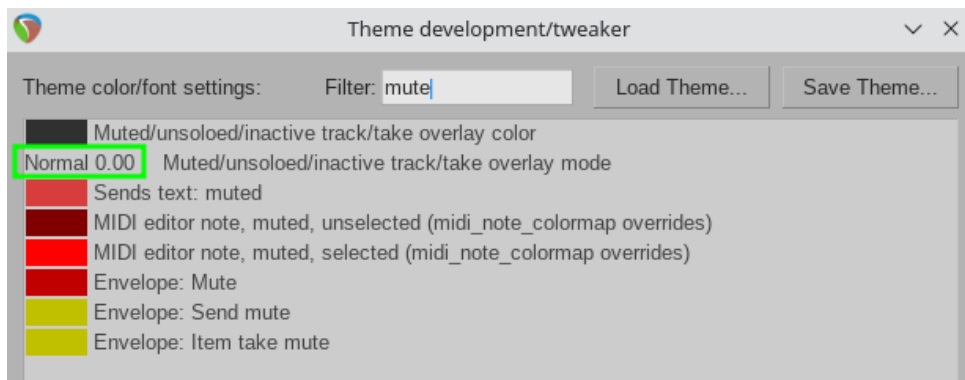 Theme development/tweaker
Theme color/font settings: Filter: mute Load Theme... Save Theme...
Muted/unsoloed/inactive track/take overlay color
Normal 0.00 Muted/unsoloed/inactive track/take overlay mode
Sends text: muted
MIDI editor note, muted, unselected (midi_note_colormap overrides)
MIDI editor note, muted, selected (midi_note_colormap overrides)
Envelope: Mute
Envelope: Send mute
Envelope: Item take mute